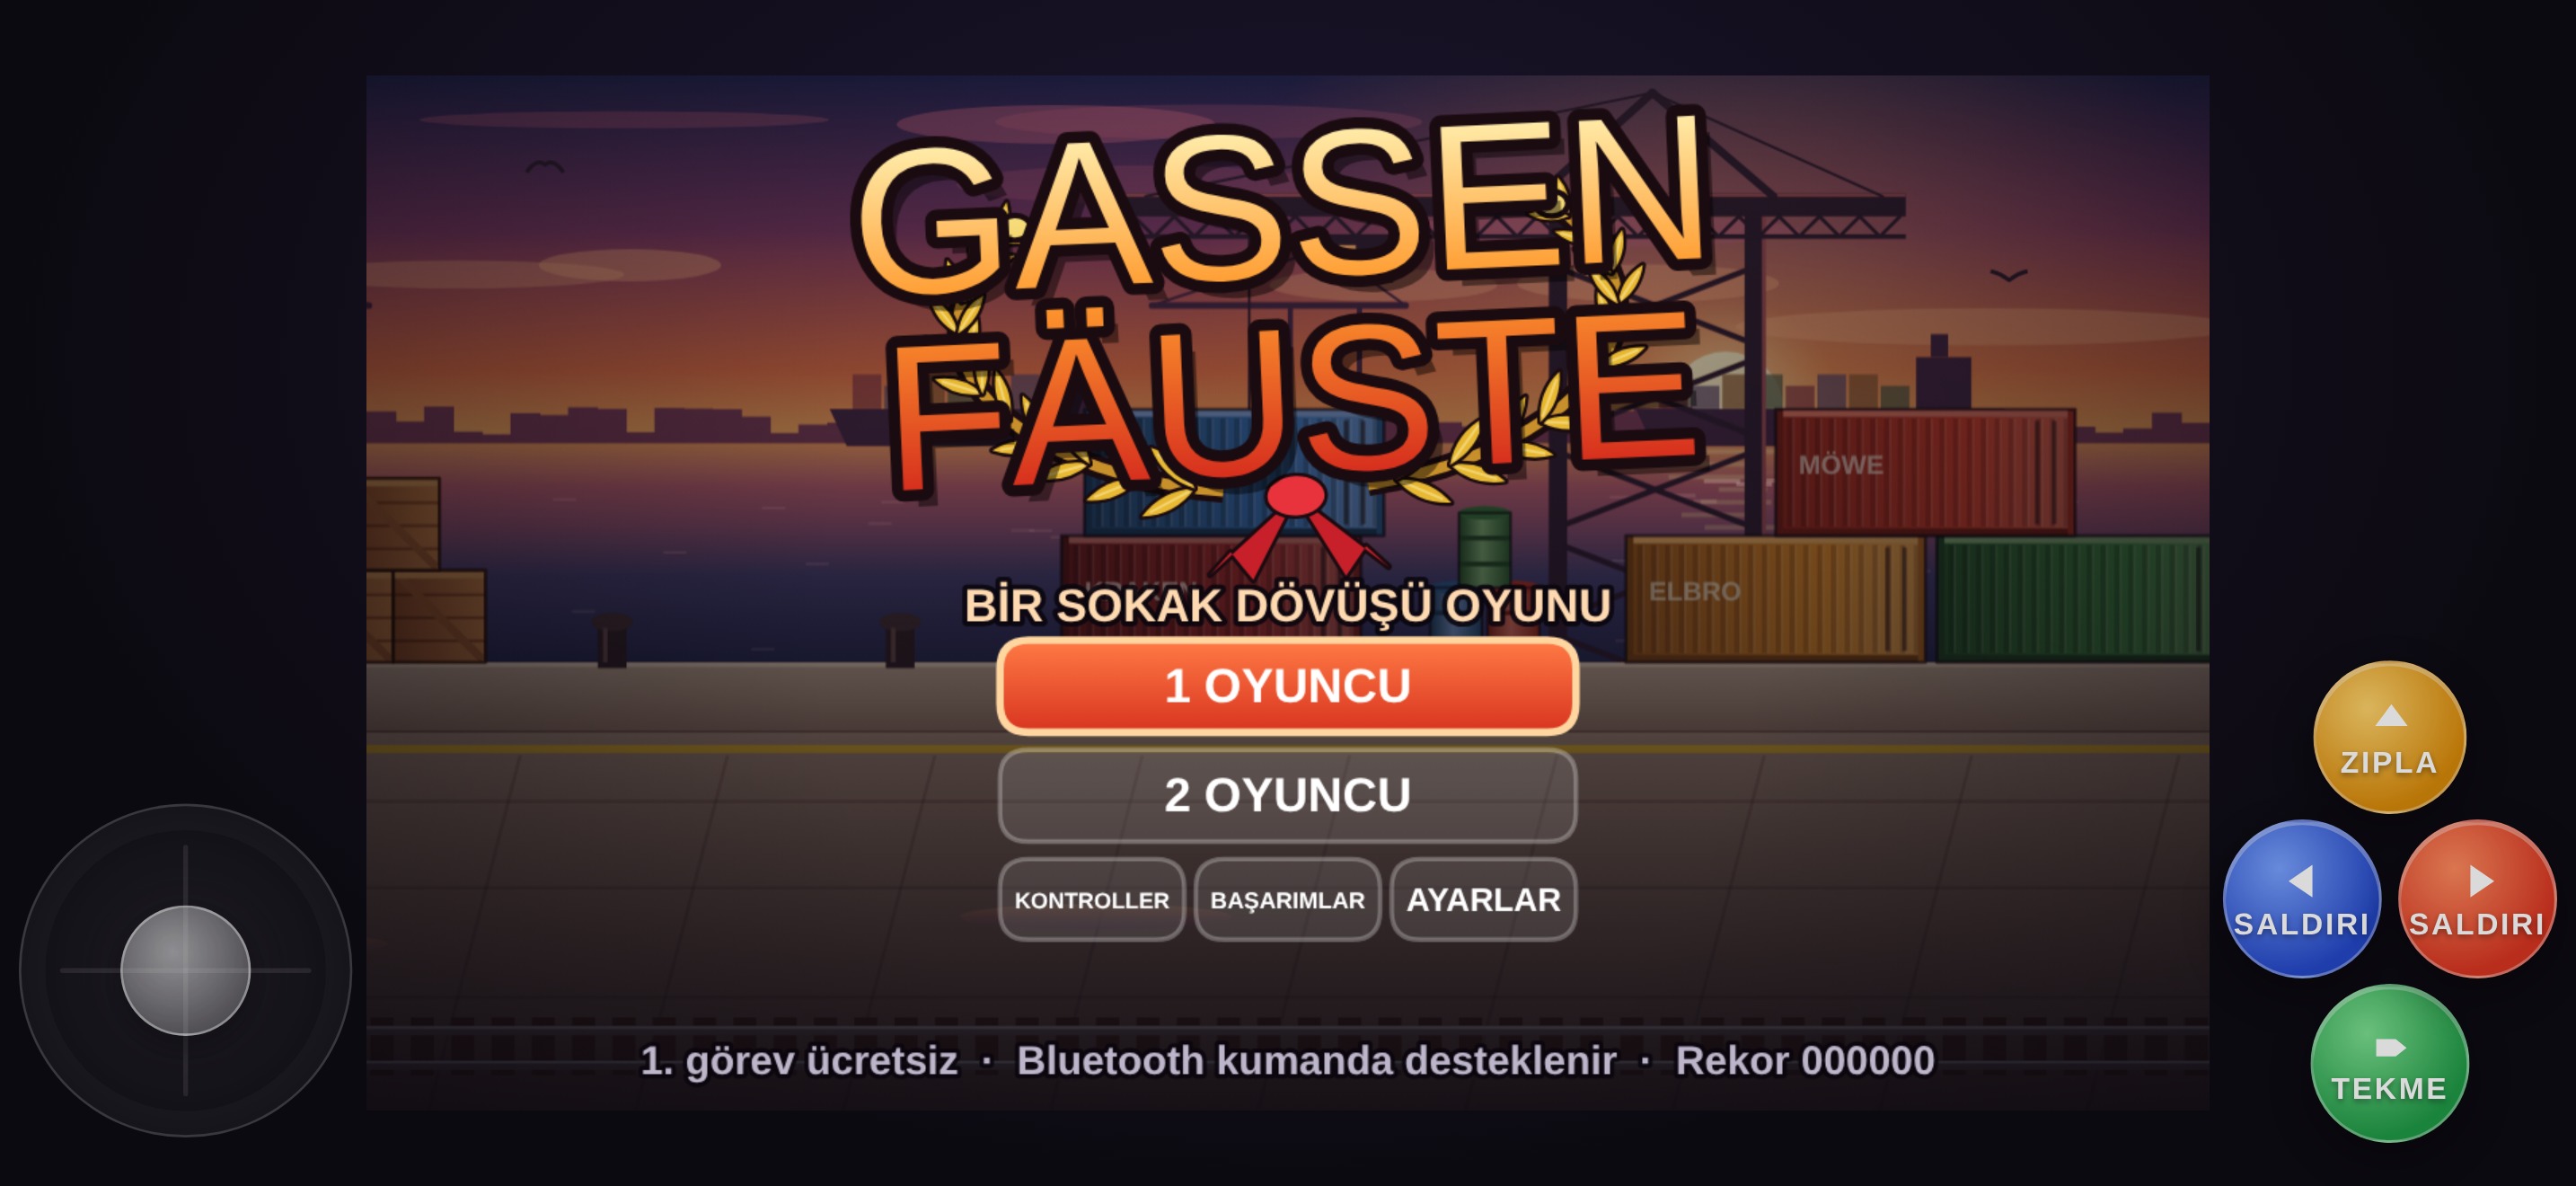 GASSEN
FÄUSTE
MÖWE
KRAKEN
ELBRO
BİR SOKAK DÖVÜŞÜ OYUNU
1 OYUNCU
2 OYUNCU
KONTROLLER BAŞARIMLAR AYARLAR
1. görev ücretsiz · Bluetooth kumanda desteklenir · Rekor 000000
ZIPLA
SALDIRI SALDIRI
TEKME